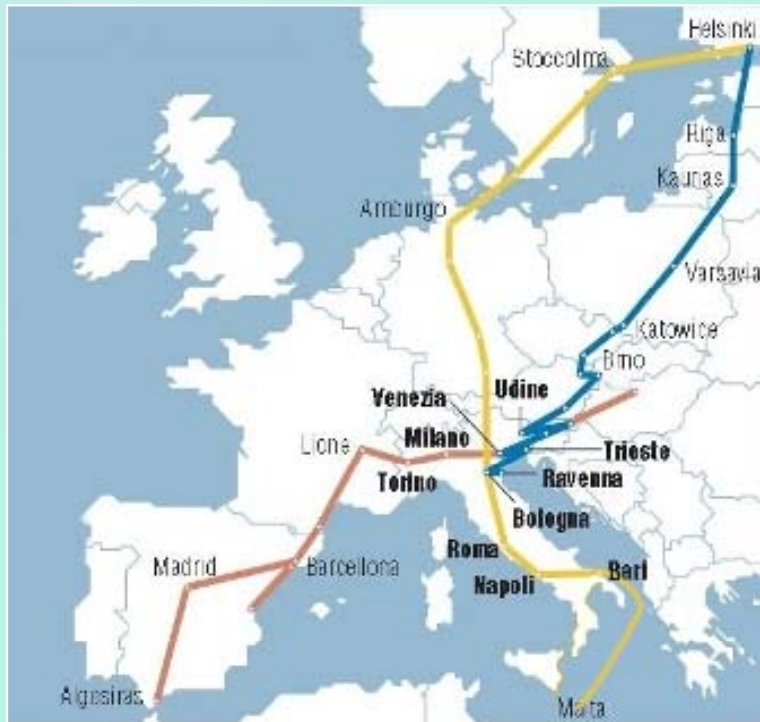 Helsinki
Stoccolma
Riga
Kaunas
Amburgo
Varsavia
Katowice
Brno
Udine
Venezia
Lione
Milano
Trieste
Torino
Ravenna
Bologna
Roma
Madrid
Barcellona
Napoli
Bari
Algesiras
Malta